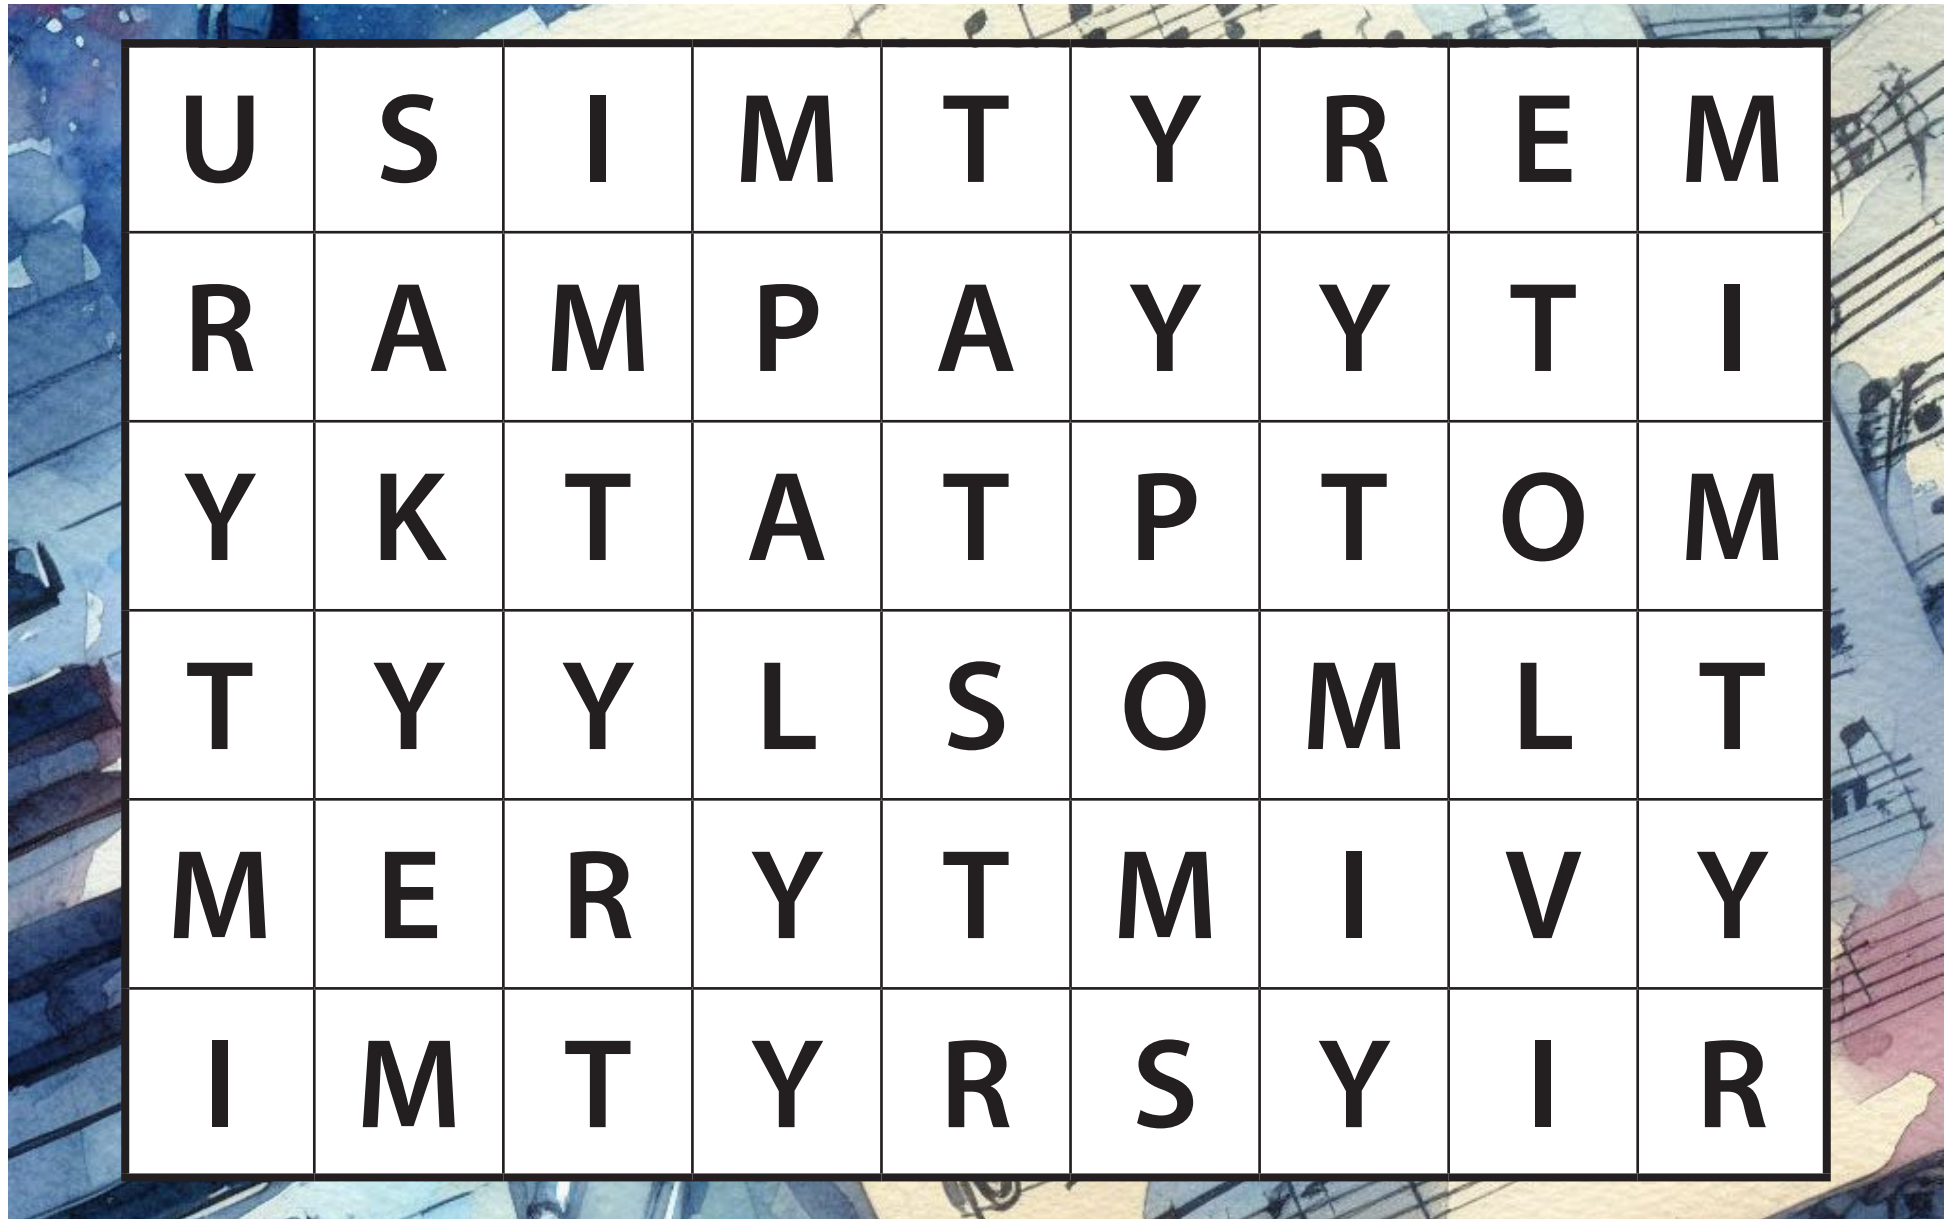 U S I M T Y R E M
R A M P A Y Y T I
Y K T A T P T O M
T Y Y L S O M L T
M E R Y T M I V Y
I M T Y R S Y I R